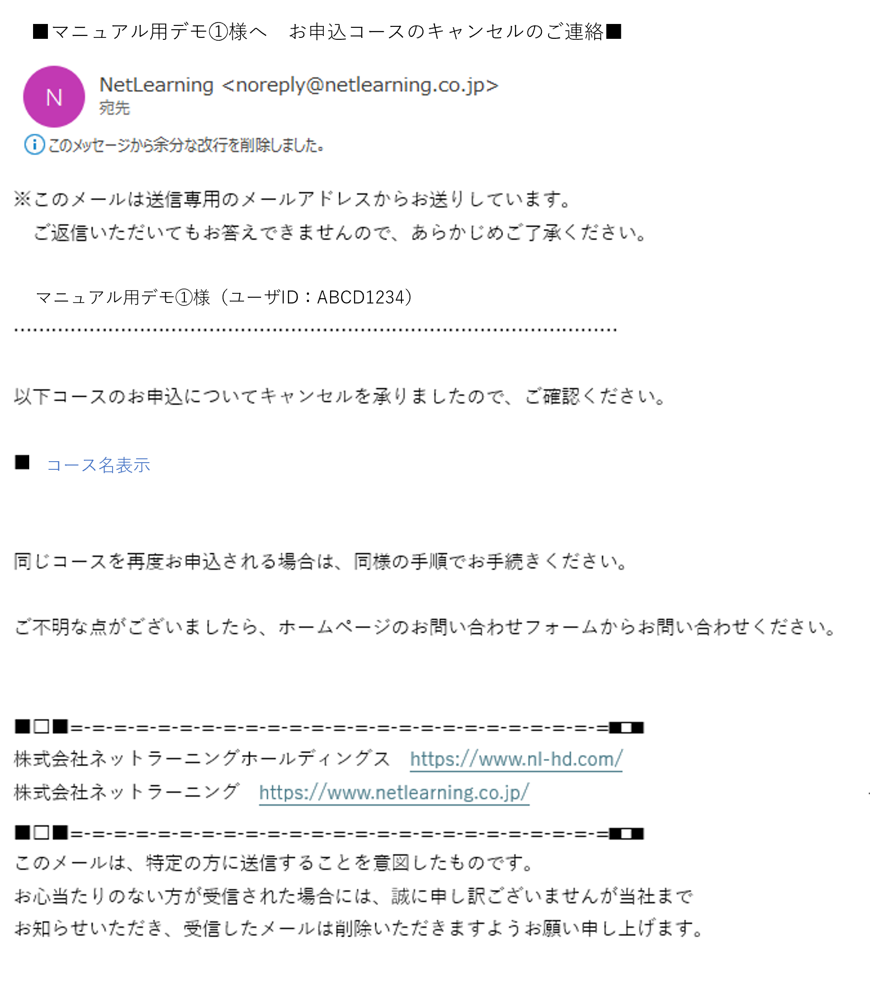 ■マニュアル用デモ①様へ　お申込コースのキャンセルのご連絡■
N
NetLearning <noreply@netlearning.co.jp>
宛先
このメッセージから余分な改行を削除しました。
※このメールは送信専用のメールアドレスからお送りしています。
　ご返信いただいてもお答えできませんので、あらかじめご了承ください。
マニュアル用デモ①様（ユーザID：ABCD1234）
………………………………………………………………………………………
以下コースのお申込についてキャンセルを承りましたので、ご確認ください。
■　コース名表示
同じコースを再度お申込される場合は、同様の手順でお手続きください。
ご不明な点がございましたら、ホームページのお問い合わせフォームからお問い合わせください。
■□■=-=-=-=-=-=-=-=-=-=-=-=-=-=-=-=-=-=-=-=-=-=-=-=-=■□■
株式会社ネットラーニングホールディングス　https://www.nl-hd.com/
株式会社ネットラーニング　https://www.netlearning.co.jp/
■□■=-=-=-=-=-=-=-=-=-=-=-=-=-=-=-=-=-=-=-=-=-=-=-=-=■□■
このメールは、特定の方に送信することを意図したものです。
お心当たりのない方が受信された場合には、誠に申し訳ございませんが当社まで
お知らせいただき、受信したメールは削除いただきますようお願い申し上げます。